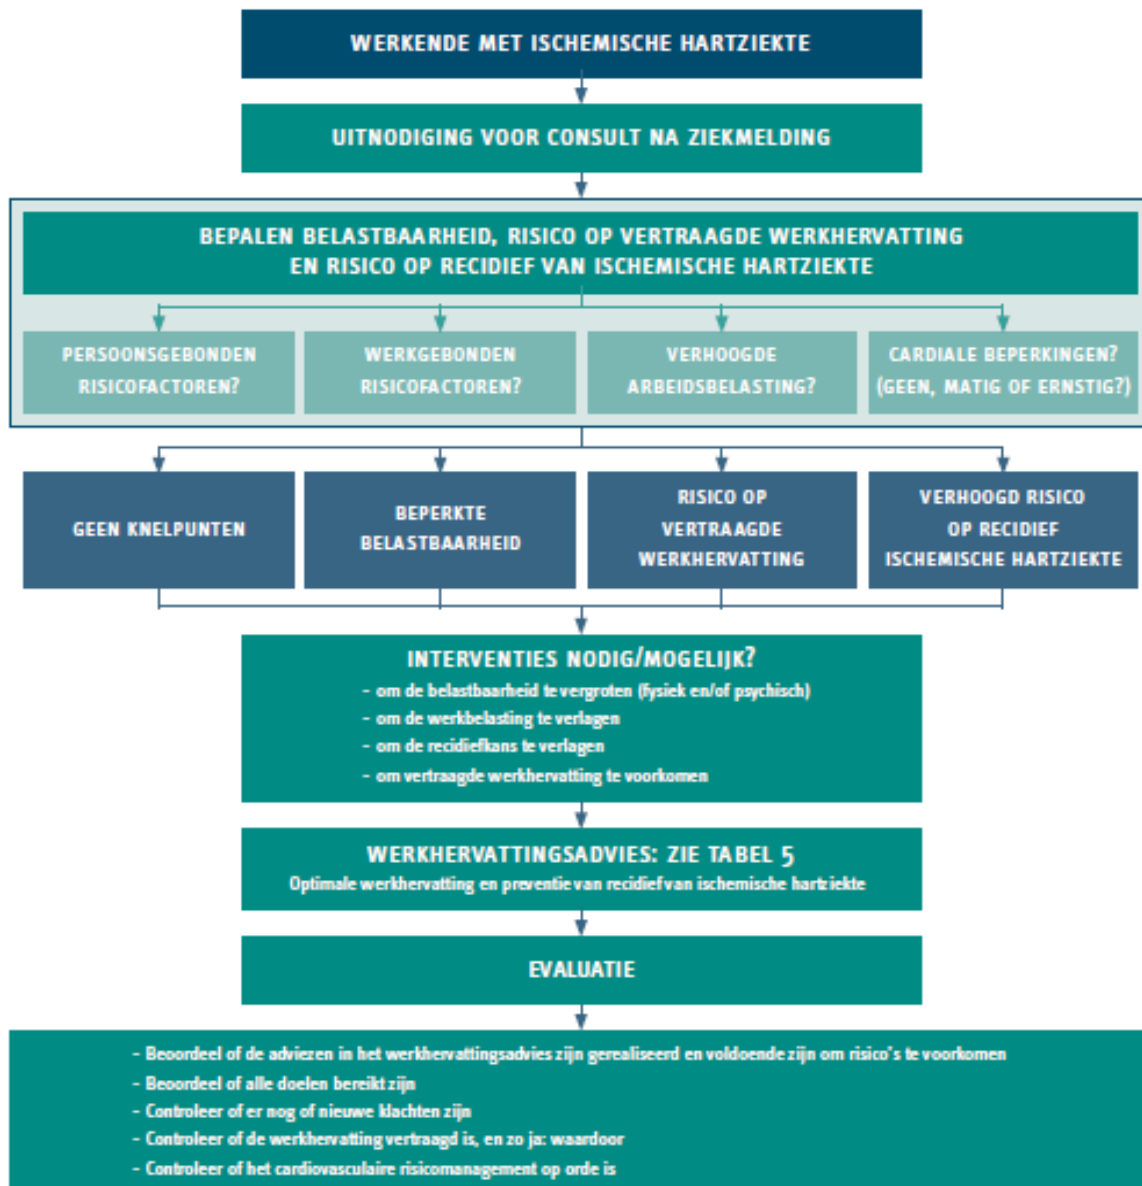 WERKENDE MET ISCHEMISCHE HARTZIEKTE
UITNODIGING VOOR CONSULT NA ZIEKMELDING
BEPALEN BELASTBAARHEID, RISICO OP VERTRAAGDE WERKHERVATTING
EN RISICO OP RECIDIEF VAN ISCHEMISCHE HARTZIEKTE
PERSOONSGEBONDEN
RISICOFACTOREN?
WERKGEBONDEN
RISICOFACTOREN?
VERHOOGDE
ARBEIDSBELASTING?
CARDIALE BEPERKINGEN?
(GEEN, MATIG OF ERNSTIG?)
GEEN KNELPUNTEN
BEPERKTE
BELASTBAARHEID
RISICO OP
VERTRAAGDE
WERKHERVATTING
VERHOOGD RISICO
OP RECIDIEF
ISCHEMISCHE HARTZIEKTE
INTERVENTIES NODIG/MOGELIJK?
- om de belastbaarheid te vergroten (fysiek en/of psychisch)
- om de werkbelasting te verlagen
- om de recidiefkans te verlagen
- om vertraagde werkhervatting te voorkomen
WERKHERVATTINGSADVIES: ZIE TABEL 5
Optimale werkhervatting en preventie van recidief van ischemische hartziekte
EVALUATIE
- Beoordeel of de adviezen in het werkhervattingsadvies zijn gerealiseerd en voldoende zijn om risico's te voorkomen
- Beoordeel of alle doelen bereikt zijn
- Controleer of er nog of nieuwe klachten zijn
- Controleer of de werkhervatting vertraagd is, en zo ja: waardoor
- Controleer of het cardiovasculaire risicomanagement op orde is